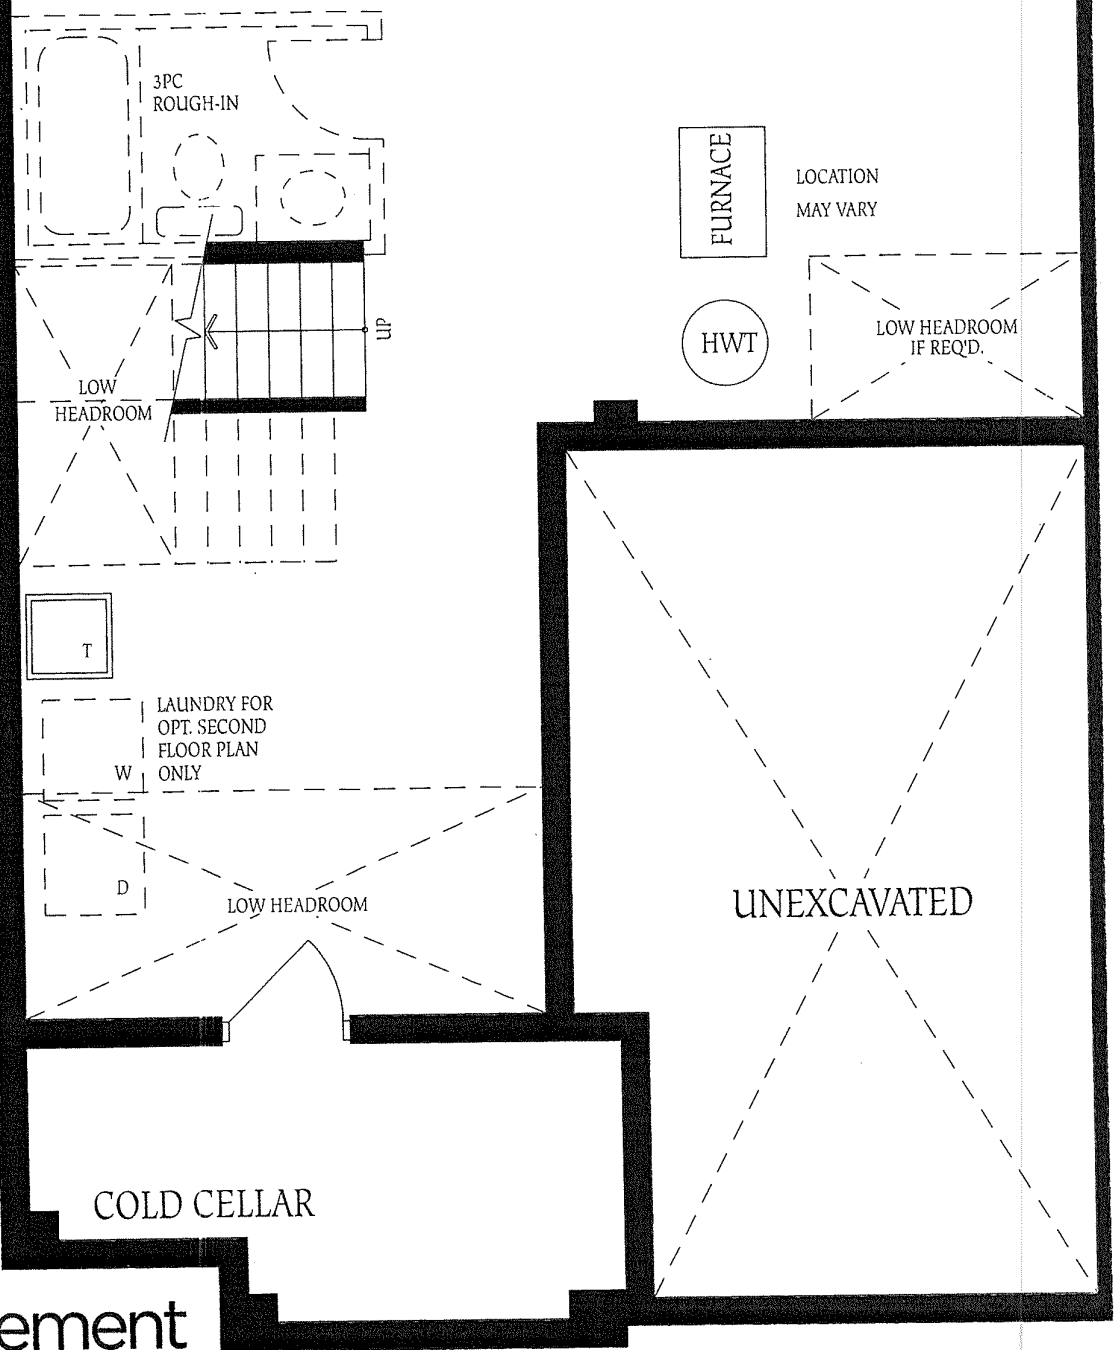 3PC
ROUGH-IN
FURNACE
LOCATION
MAY VARY
UP
HWT
LOW HEADROOM
IF REQ'D.
LOW
HEADROOM
T
LAUNDRY FOR
OPT. SECOND
FLOOR PLAN
ONLY
W
D
LOW HEADROOM
UNEXCAVATED
COLD CELLAR
ement